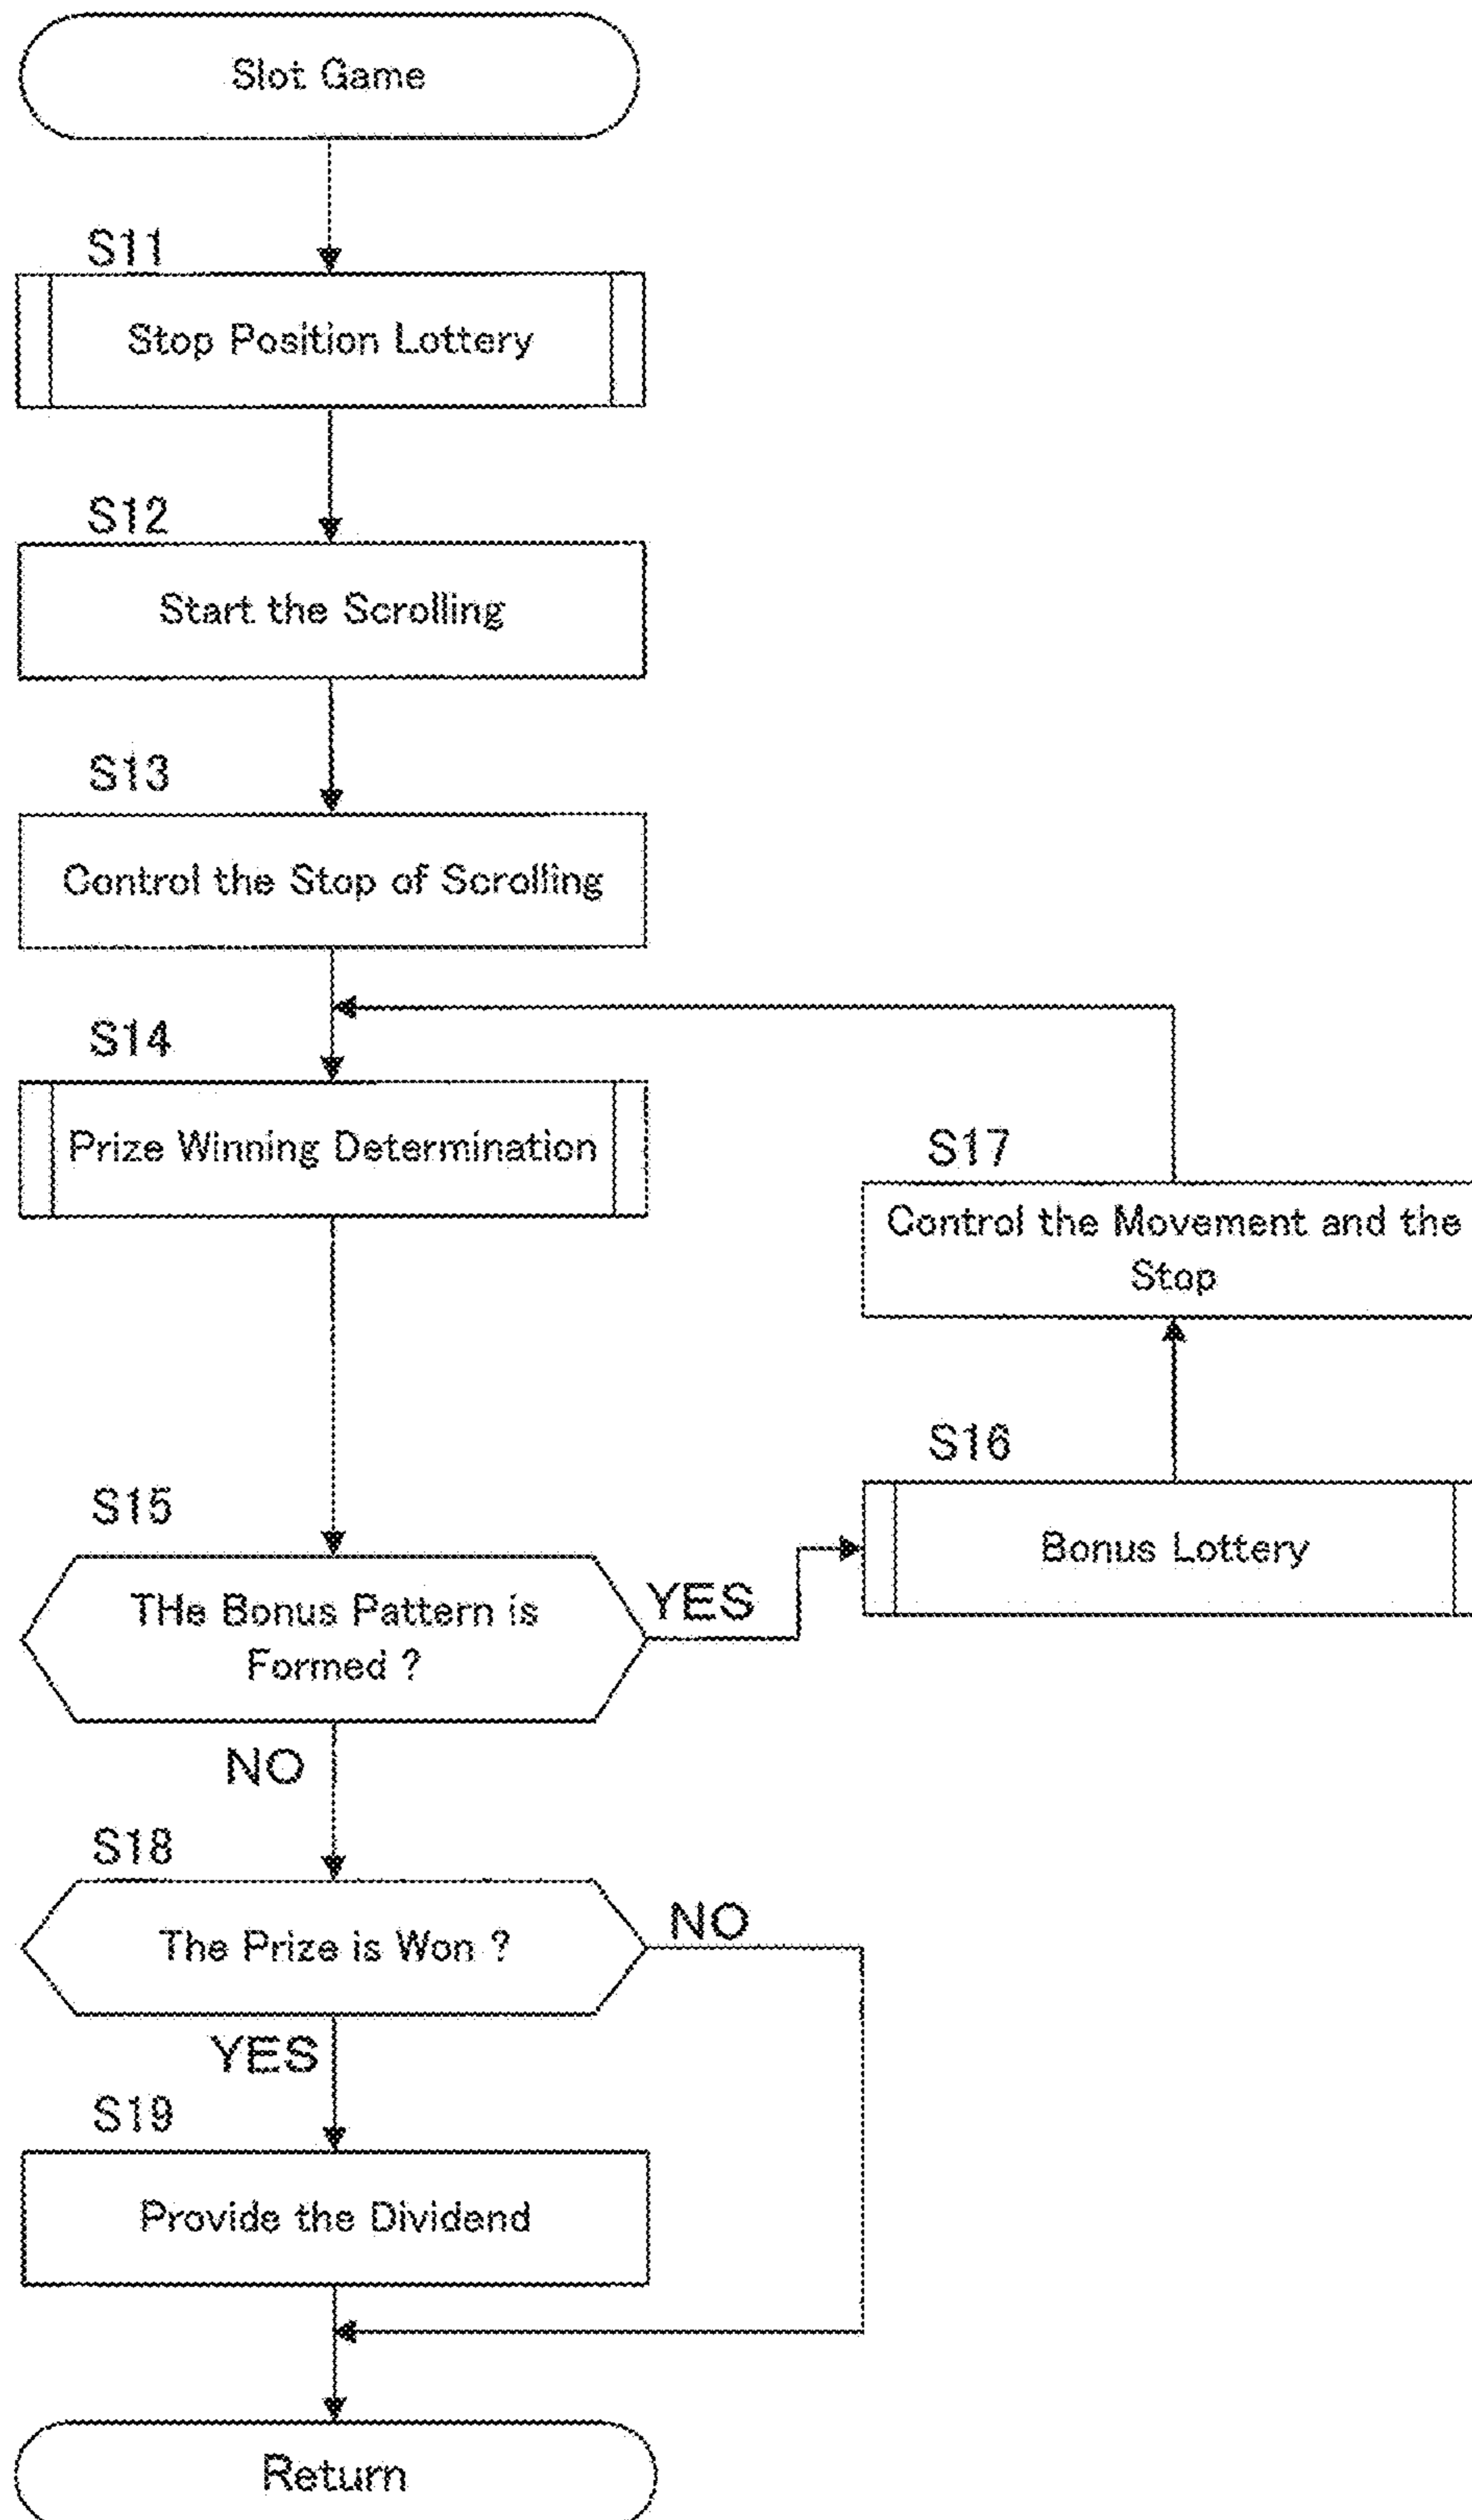 Slot Game
S11
Stop Position Lottery
S12
Start the Scrolling
S13
Control the Stop of Scrolling
S14
Prize Winning Determination
S17
Control the Movement and the
Stop
S16
Bonus Lottery
S15
THe Bonus Pattern is
Formed ?
YES
NO
S18
The Prize is Won ?
NO
YES
S19
Provide the Dividend
Return